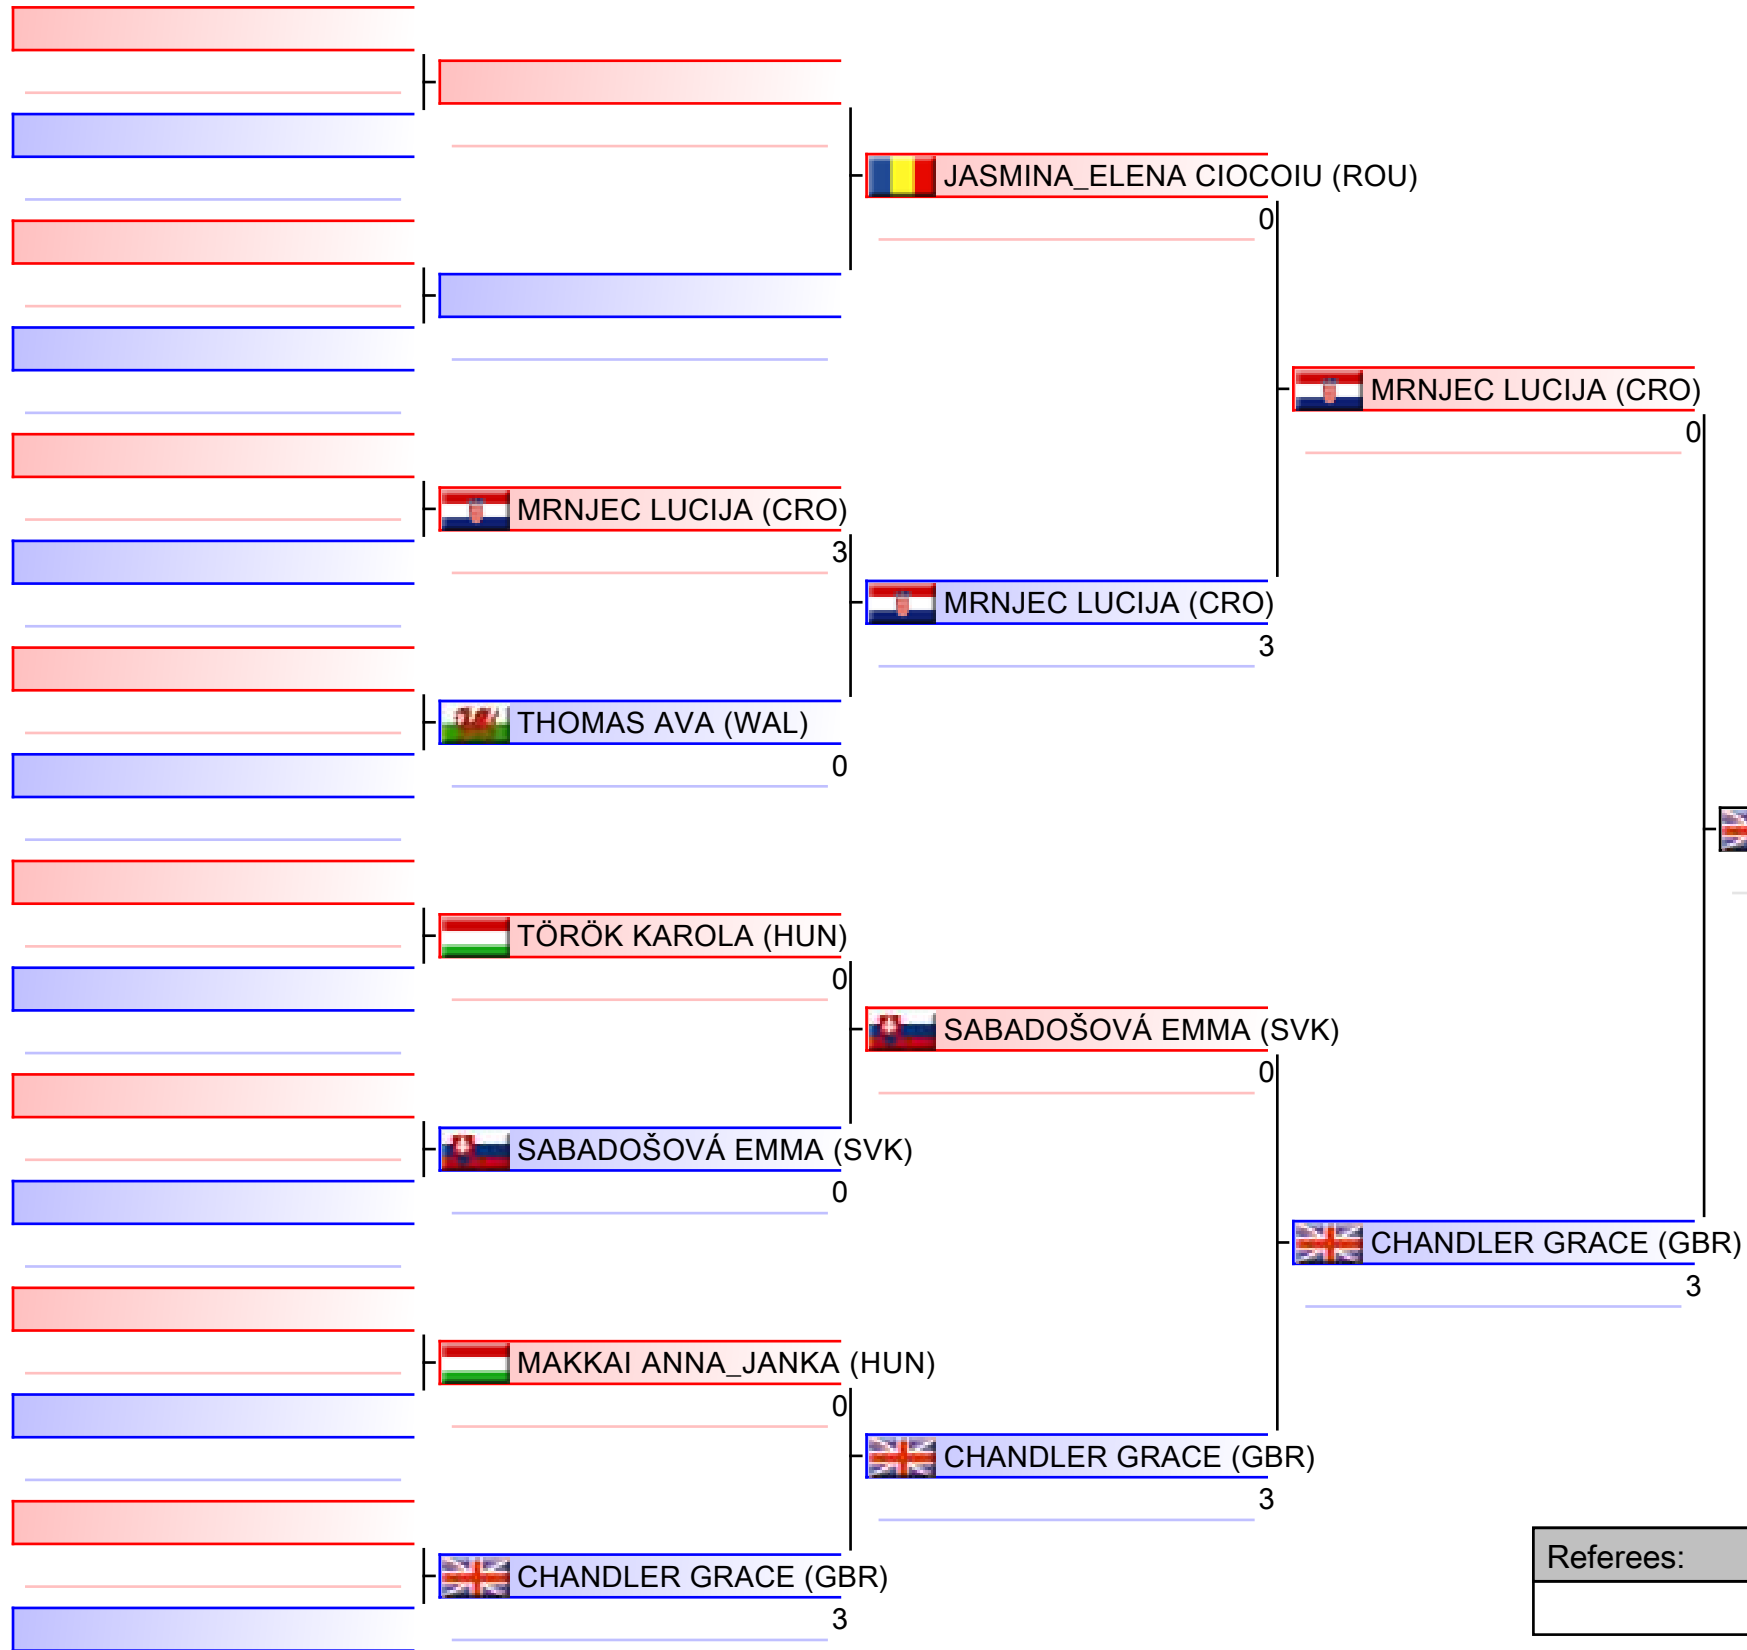 JASMINA_ELENA CIOCOIU (ROU)
0
MRNJEC LUCIJA (CRO)
0
MRNJEC LUCIJA (CRO)
3
MRNJEC LUCIJA (CRO)
3
THOMAS AVA (WAL)
0
TÖRÖK KAROLA (HUN)
0
SABADOŠOVÁ EMMA (SVK)
0
SABADOŠOVÁ EMMA (SVK)
0
CHANDLER GRACE (GBR)
3
MAKKAI ANNA_JANKA (HUN)
0
CHANDLER GRACE (GBR)
3
CHANDLER GRACE (GBR)
3
Referees: